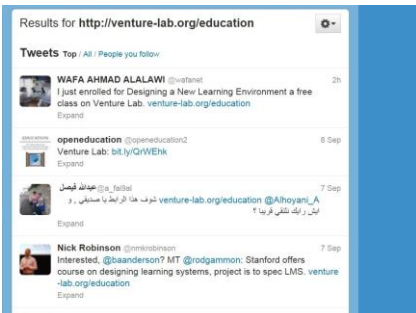 Results for http://venture-lab.org/education
Tweets Top / All / People you follow
WAFA AHMAD ALALAWI @wafanet 2h
I just enrolled for Designing a New Learning Environment a free
class on Venture Lab. venture-lab.org/education
Expand
openeducation @openeducation2 8 Sep
Venture Lab: bit.ly/QrWEhk
Expand
عبدالله فيصل @a_fai9al 7 Sep
شوف هذا الرابط يا صديقي , و venture-lab.org/education @Alhoyani_A
ايش رايك نلتقي قريبا ؟
Expand
Nick Robinson @nmkrobinson 7 Sep
Interested, @baanderson? MT @rodgammon: Stanford offers
course on designing learning systems, project is to spec LMS. venture
-lab.org/education
Expand